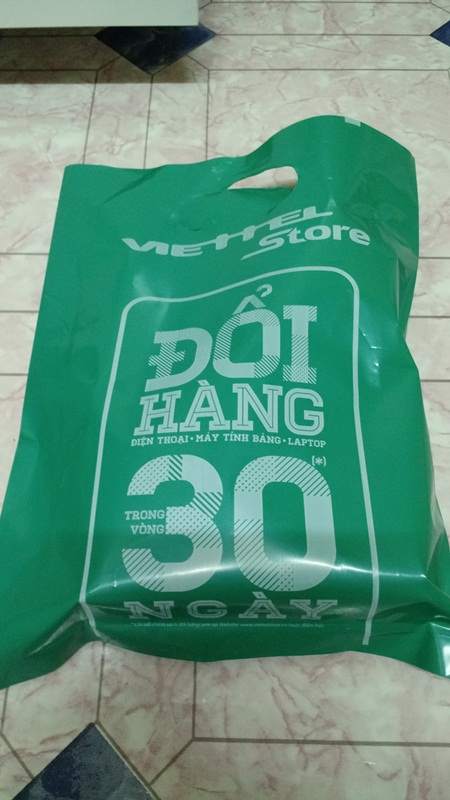 VIETTEL
Store
ĐỔI
HÀNG
ĐIỆN THOẠI • MÁY TÍNH BẢNG • LAPTOP
TRONG
VÒNG
30(*)
NGÀY